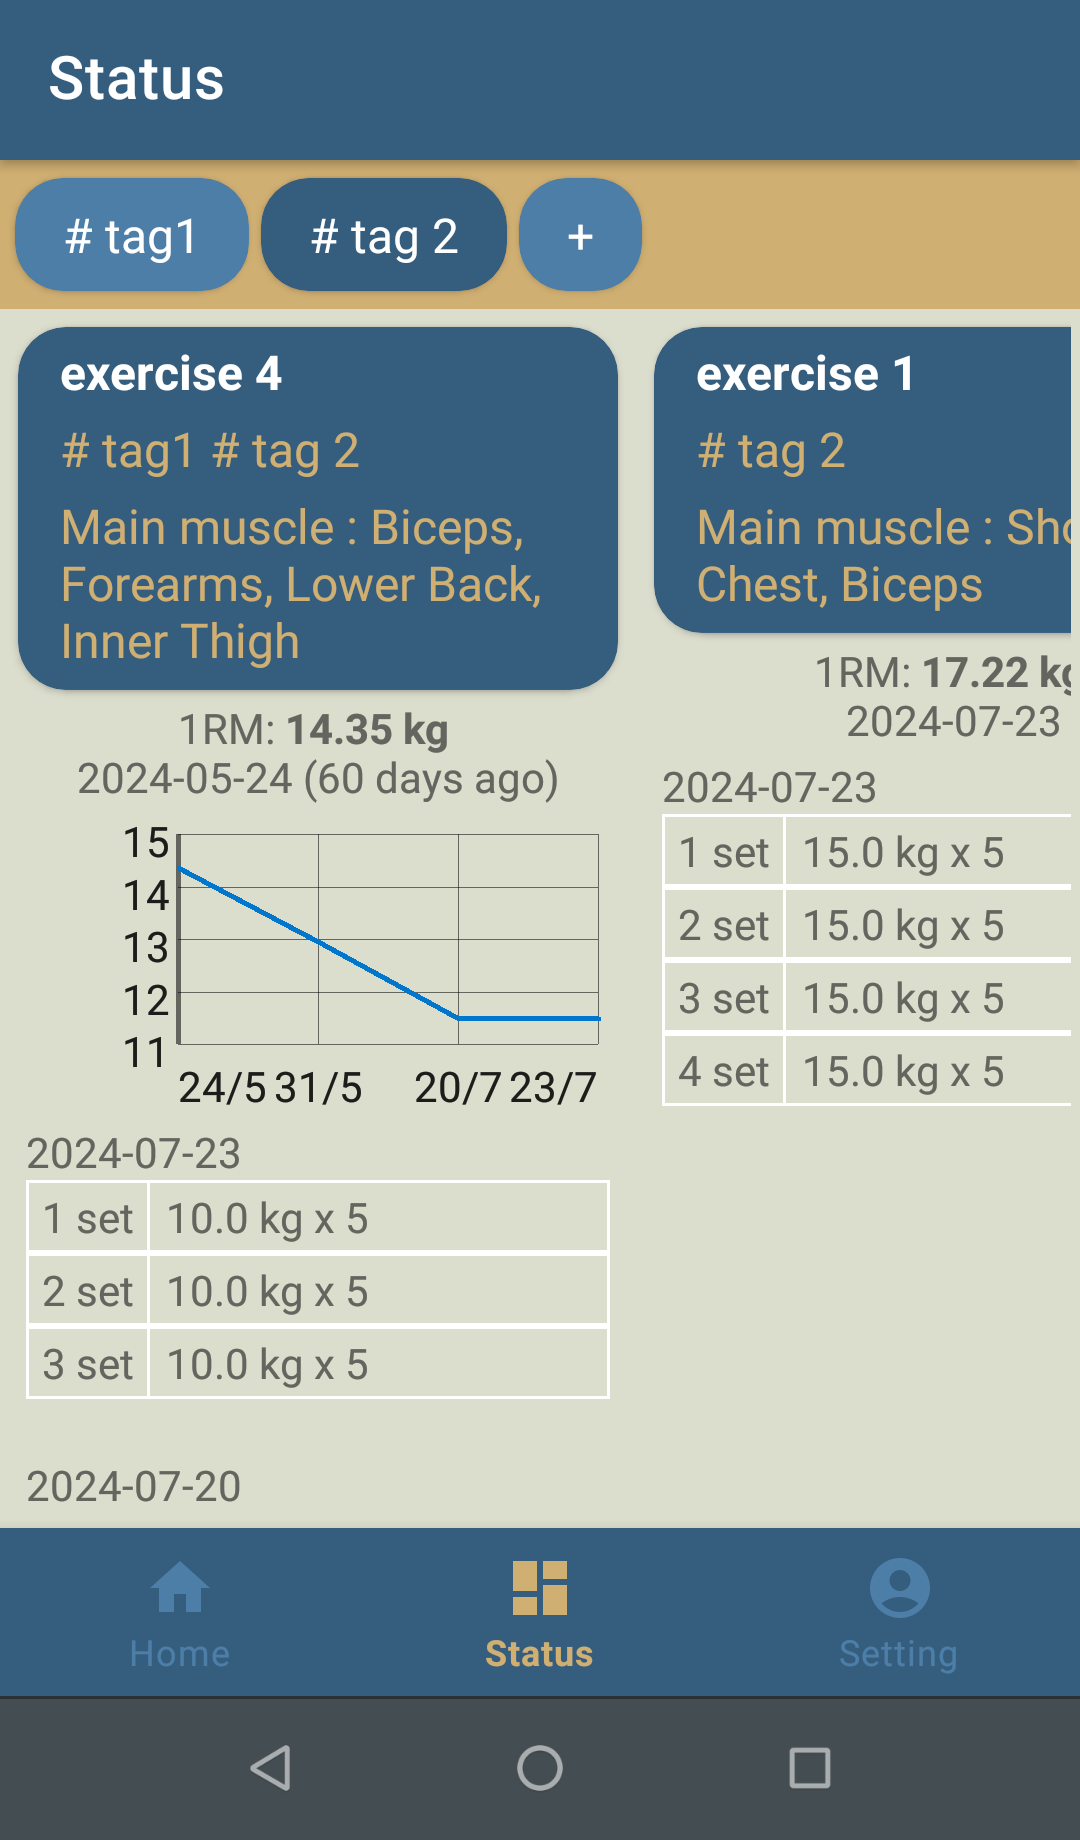 Status
# tag1
# tag 2
+
exercise 4
# tag1 # tag 2
Main muscle : Biceps,
Forearms, Lower Back,
Inner Thigh
1RM: 14.35 kg
2024-05-24 (60 days ago)
15
14
13
12
11
24/5 31/5 20/7 23/7
2024-07-23
1 set 10.0 kg x 5
2 set 10.0 kg x 5
3 set 10.0 kg x 5
2024-07-20
exercise 1
# tag 2
Main muscle :
Chest, Biceps
1RM: 17.22 kg
2024-07-23
2024-07-23
1 set 15.0 kg x 5
2 set 15.0 kg x 5
3 set 15.0 kg x 5
4 set 15.0 kg x 5
Home
Status
Setting